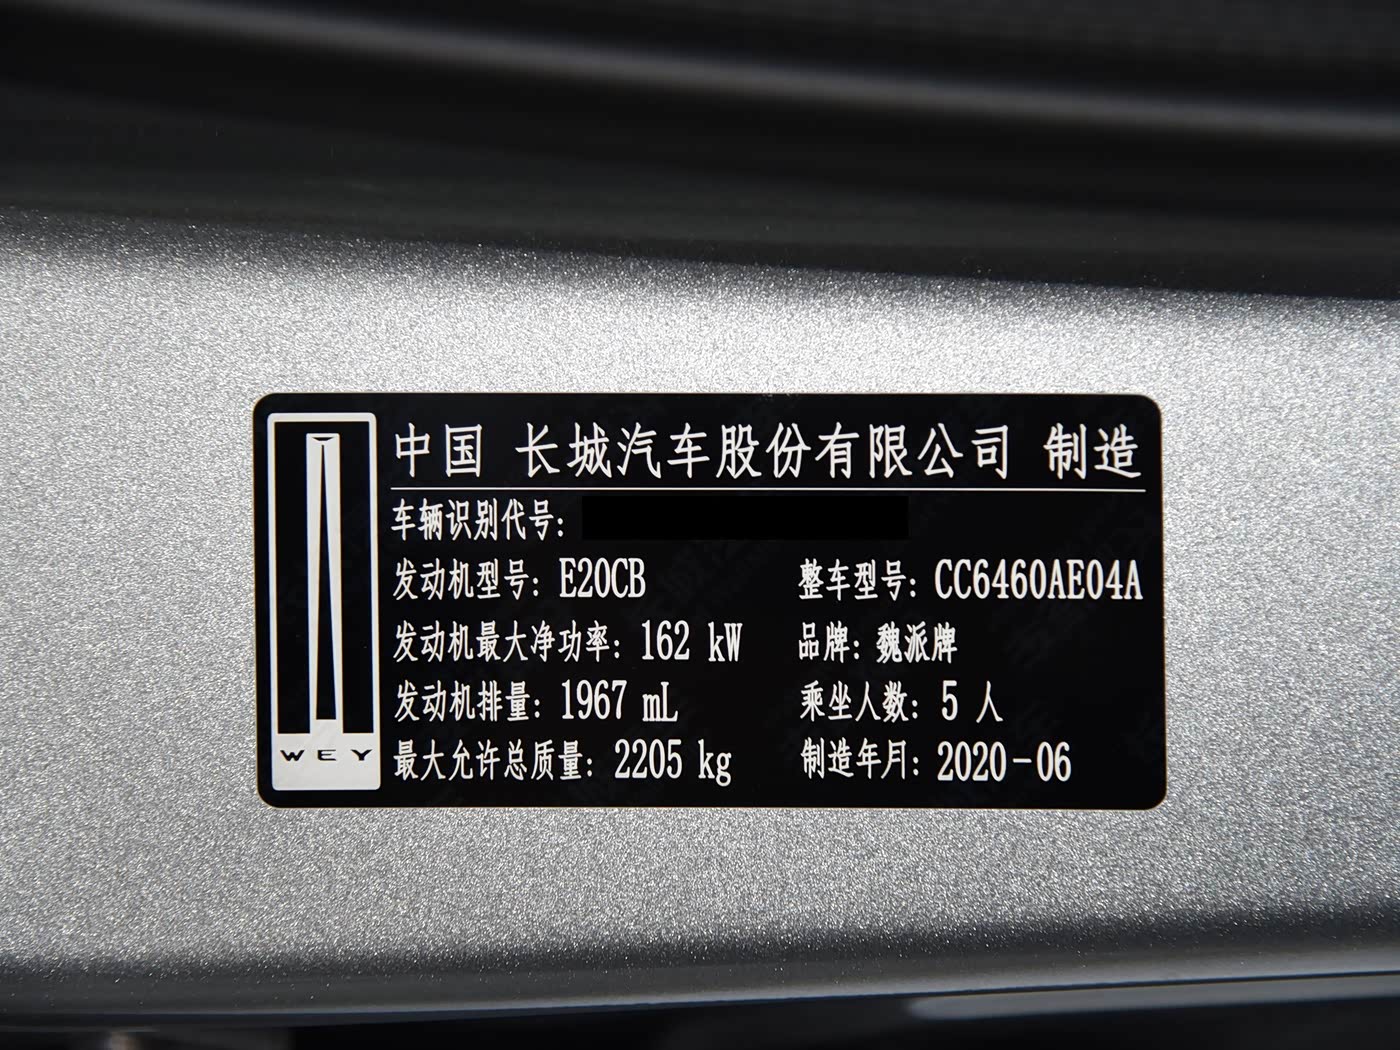 中国 长城汽车股份有限公司 制造
车辆识别代号：
发动机型号：E20CB 整车型号：CC6460AE04A
发动机最大净功率：162 kW 品牌：魏派牌
发动机排量：1967 mL 乘坐人数：5 人
最大允许总质量：2205 kg 制造年月：2020-06
WEY